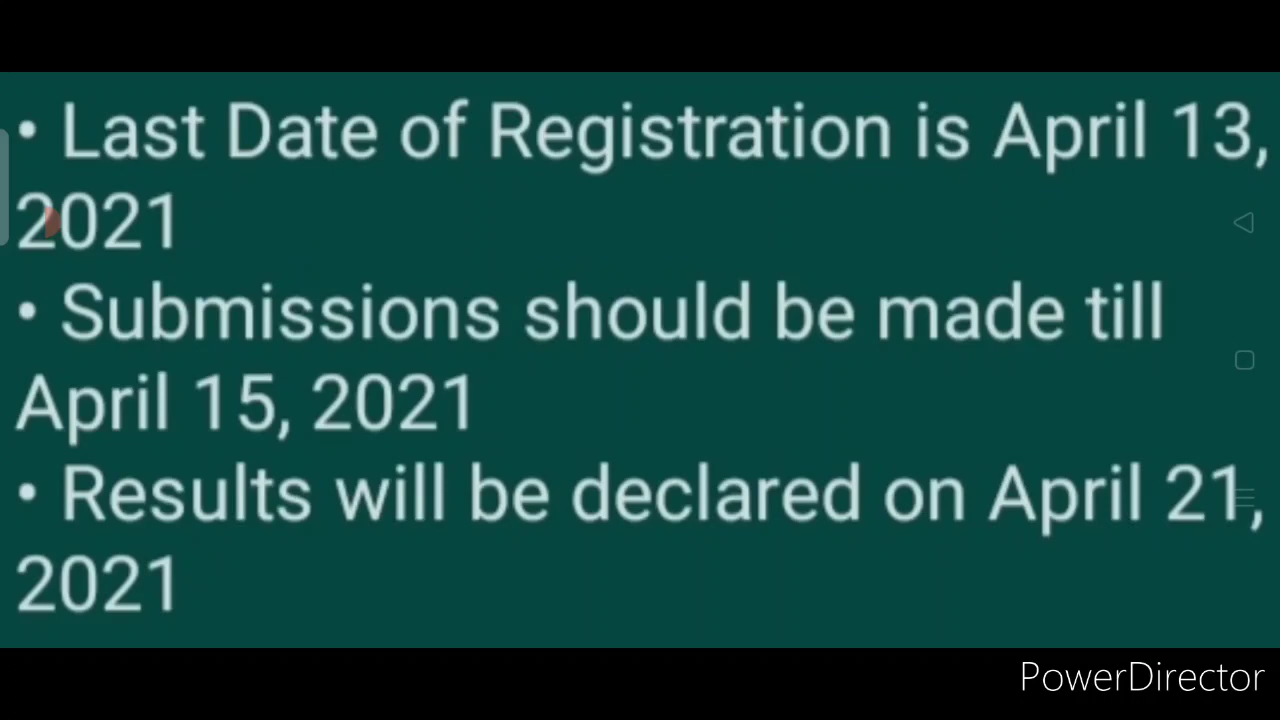 • Last Date of Registration is April 13,
2021
• Submissions should be made till
April 15, 2021
• Results will be declared on April 21,
2021
PowerDirector